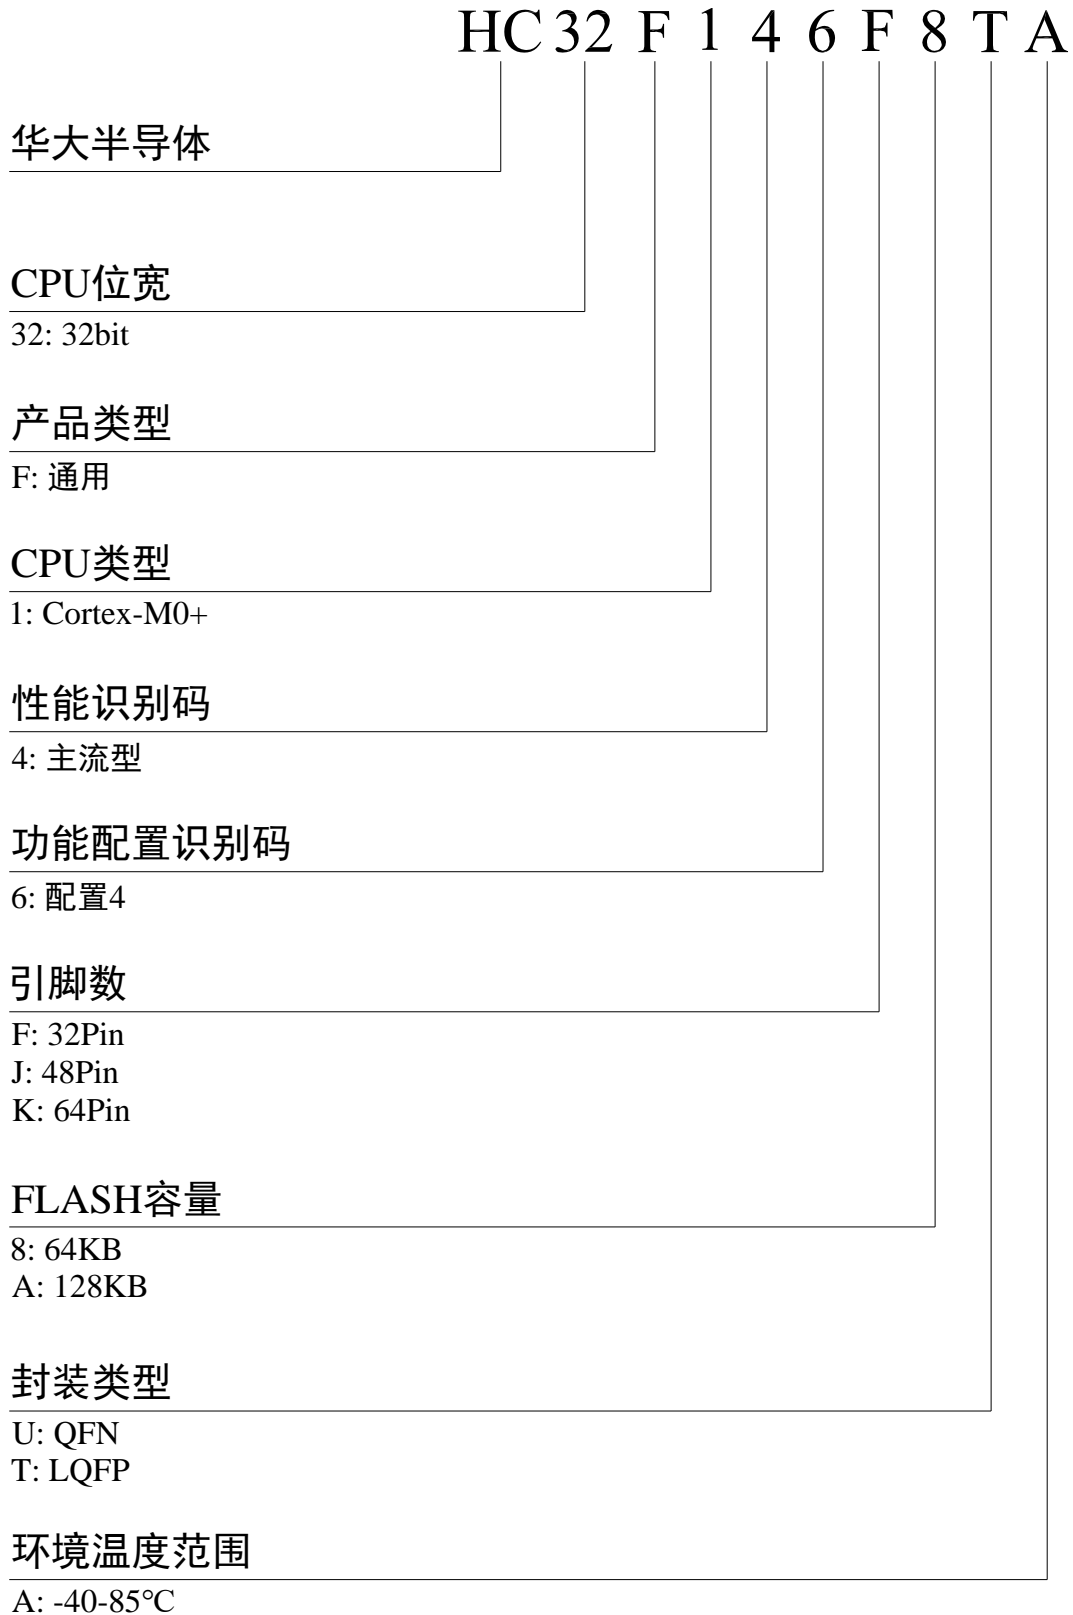 HC 32 F 1 4 6 F 8 T A
华大半导体
CPU位宽
32: 32bit
产品类型
F: 通用
CPU类型
1: Cortex-M0+
性能识别码
4: 主流型
功能配置识别码
6: 配置4
引脚数
F: 32Pin
J: 48Pin
K: 64Pin
FLASH容量
8: 64KB
A: 128KB
封装类型
U: QFN
T: LQFP
环境温度范围
A: -40-85℃